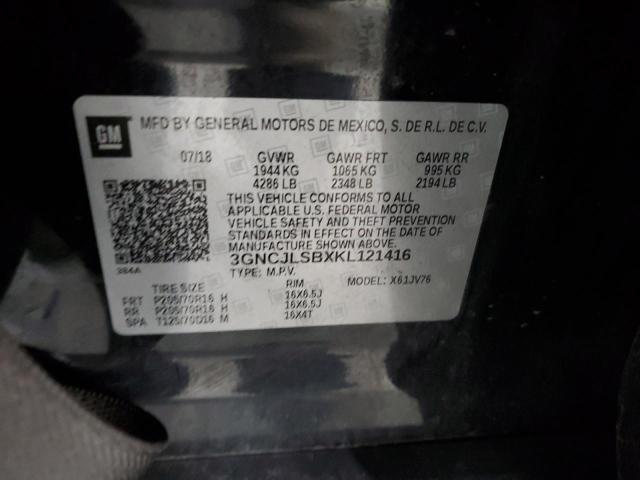 GM MFD BY GENERAL MOTORS DE MEXICO, S. DE R.L. DE C.V.
07/18 GVWR GAWR FRT GAWR RR
1944 KG 1065 KG 995 KG
4286 LB 2348 LB 2194 LB
THIS VEHICLE CONFORMS TO ALL
APPLICABLE U.S. FEDERAL MOTOR
VEHICLE SAFETY AND THEFT PREVENTION
STANDARDS IN EFFECT ON THE DATE OF
MANUFACTURE SHOWN ABOVE.
3GNCJLSBXKL121416
384A TYPE: M.P.V. MODEL: X61JV76
TIRE SIZE RIM
FRT P205/70R16 H 16X6.5J
RR P205/70R16 H 16X6.5J
SPA T125/70D16 M 16X4T